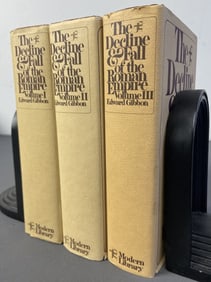 The
Decline
& Fall
of the
Roman
Empire
Volume I
Edward Gibbon
Modern
Library
The
Decline
& Fall
of the
Roman
Empire
Volume II
Edward Gibbon
Modern
Library
The
Decline
& Fall
of the
Roman
Empire
Volume III
Edward Gibbon
Modern
Library
The
Decline